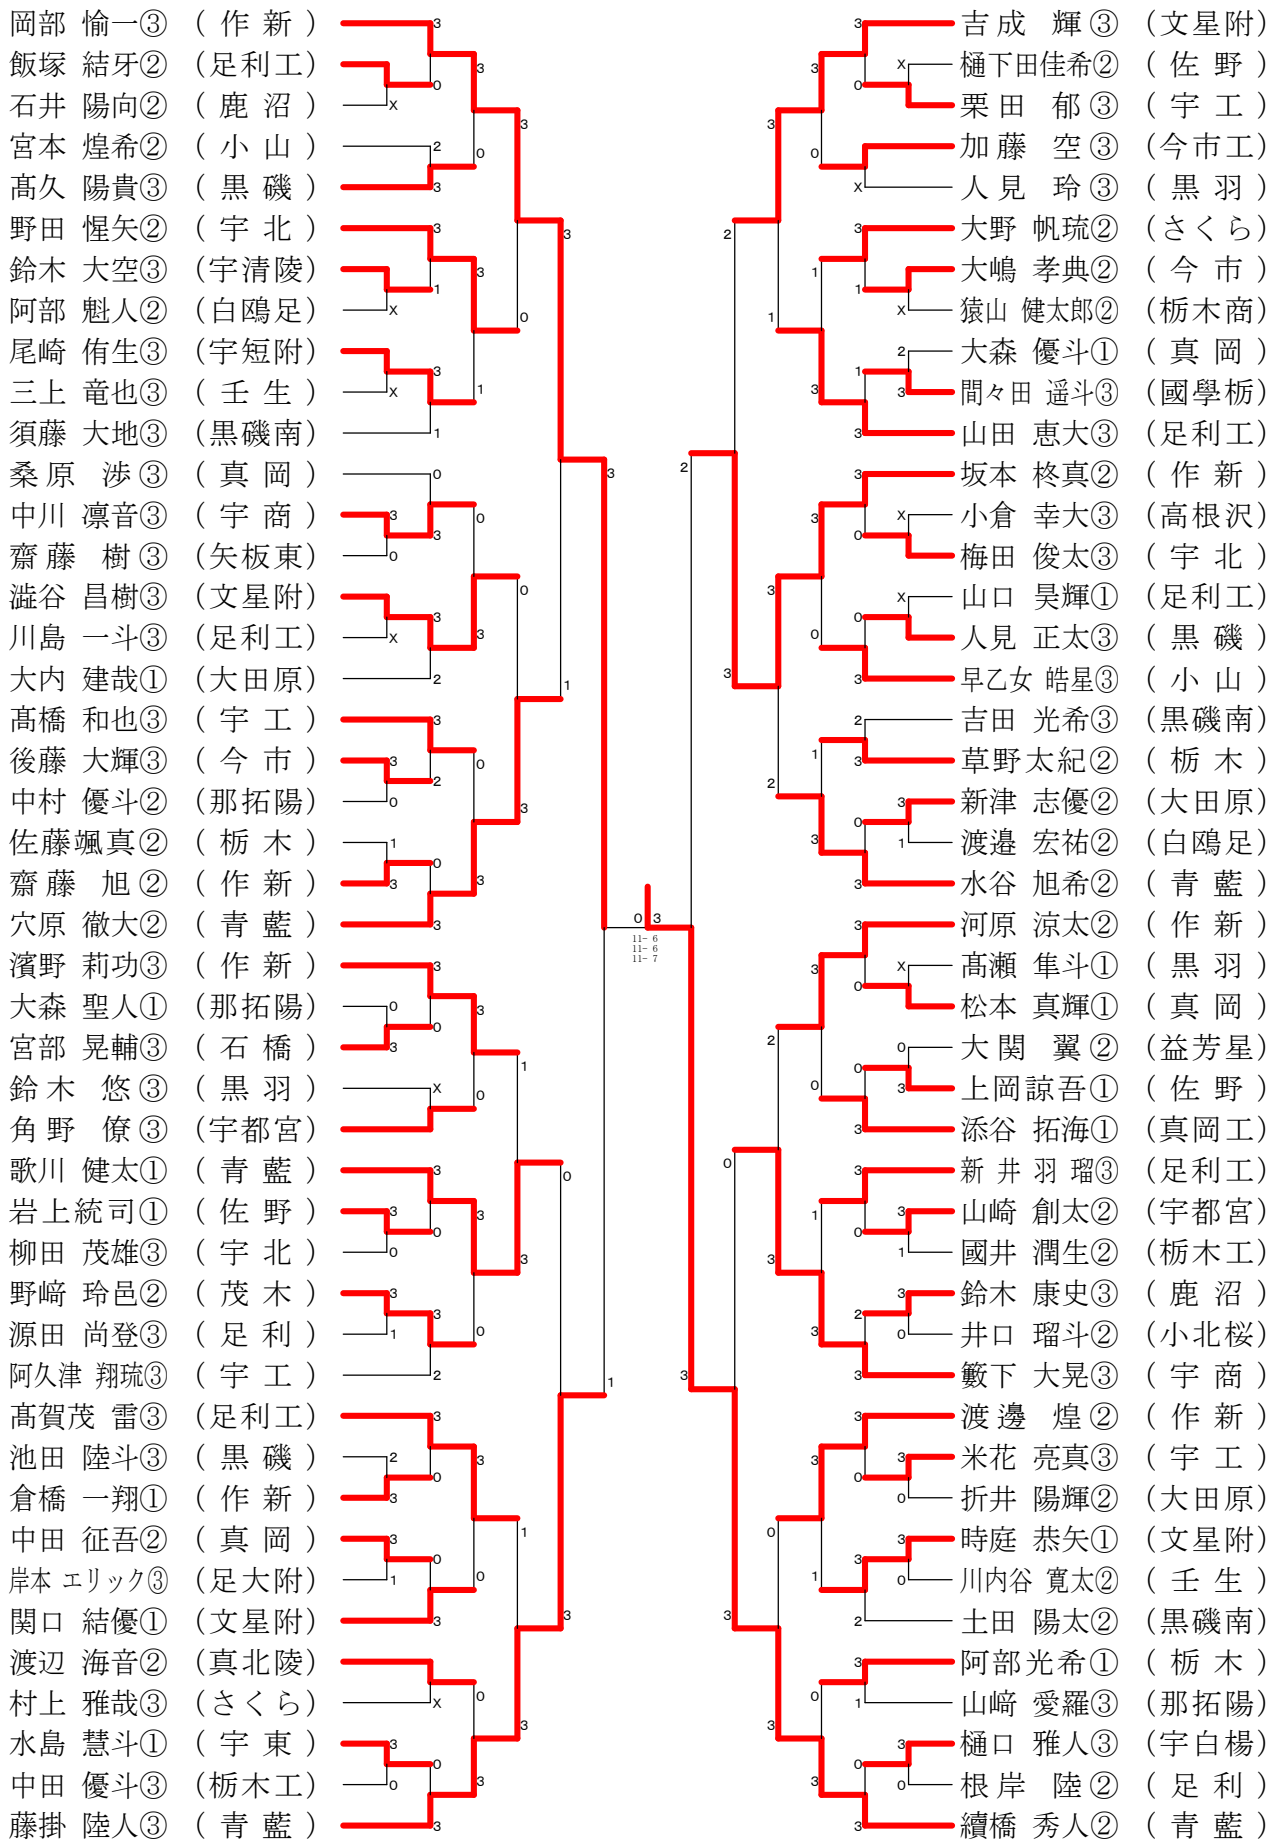 岡部 愉一③ (作新)
飯塚 結牙② (足利工)
石井 陽向② (鹿沼)
宮本 煌希② (小山)
髙久 陽貴③ (黒磯)
野田 惺矢② (宇北)
鈴木 大空③ (宇清陵)
阿部 魁人② (白鴎足)
尾崎 侑生③ (宇短附)
三上 竜也③ (壬生)
須藤 大地③ (黒磯南)
桑原 渉③ (真岡)
中川 凛音③ (宇商)
齋藤 樹③ (矢板東)
澁谷 昌樹③ (文星附)
川島 一斗③ (足利工)
大内 建哉① (大田原)
髙橋 和也③ (宇工)
後藤 大輝③ (今市)
中村 優斗② (那拓陽)
佐藤颯真② (栃木)
齋藤 旭② (作新)
穴原 徹大② (青藍)
濱野 莉功③ (作新)
大森 聖人① (那拓陽)
宮部 晃輔③ (石橋)
鈴木 悠③ (黒羽)
角野 僚③ (宇都宮)
歌川 健太① (青藍)
岩上統司① (佐野)
柳田 茂雄③ (宇北)
野﨑 玲邑② (茂木)
源田 尚登③ (足利)
阿久津 翔琉③ (宇工)
髙賀茂 雷③ (足利工)
池田 陸斗③ (黒磯)
倉橋 一翔① (作新)
中田 征吾② (真岡)
岸本 エリック③ (足大附)
関口 結優① (文星附)
渡辺 海音② (真北陵)
村上 雅哉③ (さくら)
水島 慧斗① (宇東)
中田 優斗③ (栃木工)
藤掛 陸人③ (青藍)
0 3
11- 6
11- 6
11- 7
吉成 輝③ (文星附)
樋下田佳希② (佐野)
栗田 郁③ (宇工)
加藤 空③ (今市工)
人見 玲③ (黒羽)
大野 帆琉② (さくら)
大嶋 孝典② (今市)
猿山 健太郎② (栃木商)
大森 優斗① (真岡)
間々田 遥斗③ (國學栃)
山田 恵大③ (足利工)
坂本 柊真② (作新)
小倉 幸大③ (高根沢)
梅田 俊太③ (宇北)
山口 昊輝① (足利工)
人見 正太③ (黒磯)
早乙女 皓星③ (小山)
吉田 光希③ (黒磯南)
草野太紀② (栃木)
新津 志優② (大田原)
渡邉 宏祐② (白鴎足)
水谷 旭希② (青藍)
河原 涼太② (作新)
髙瀬 隼斗① (黒羽)
松本 真輝① (真岡)
大関 翼② (益芳星)
上岡諒吾① (佐野)
添谷 拓海① (真岡工)
新井羽瑠③ (足利工)
山崎 創太② (宇都宮)
國井 潤生② (栃木工)
鈴木 康史③ (鹿沼)
井口 瑠斗② (小北桜)
籔下 大晃③ (宇商)
渡邊 煌② (作新)
米花 亮真③ (宇工)
折井 陽輝② (大田原)
時庭 恭矢① (文星附)
川内谷 寛太② (壬生)
土田 陽太② (黒磯南)
阿部光希① (栃木)
山﨑 愛羅③ (那拓陽)
樋口 雅人③ (宇白楊)
根岸 陸② (足利)
續橋 秀人② (青藍)